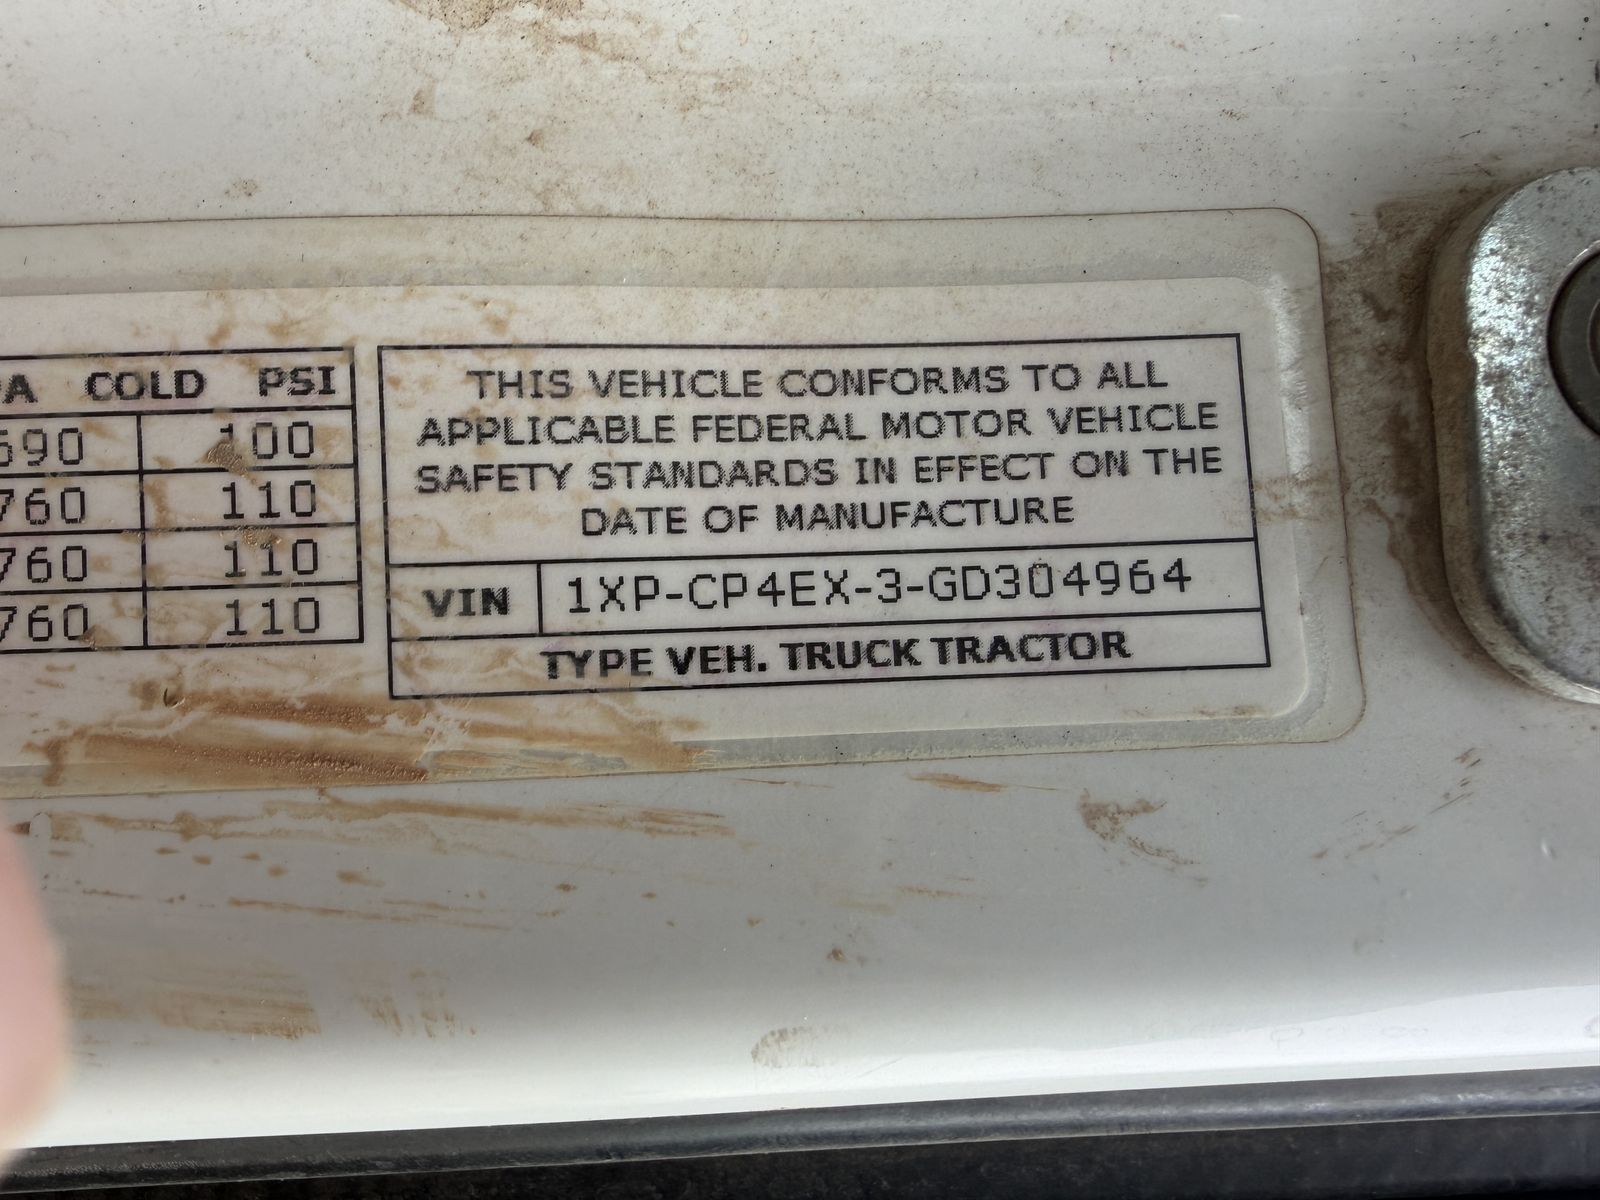 COLD PSI
690 100
760 110
760 110
760 110
THIS VEHICLE CONFORMS TO ALL
APPLICABLE FEDERAL MOTOR VEHICLE
SAFETY STANDARDS IN EFFECT ON THE
DATE OF MANUFACTURE
VIN 1XP-CP4EX-3-GD304964
TYPE VEH. TRUCK TRACTOR